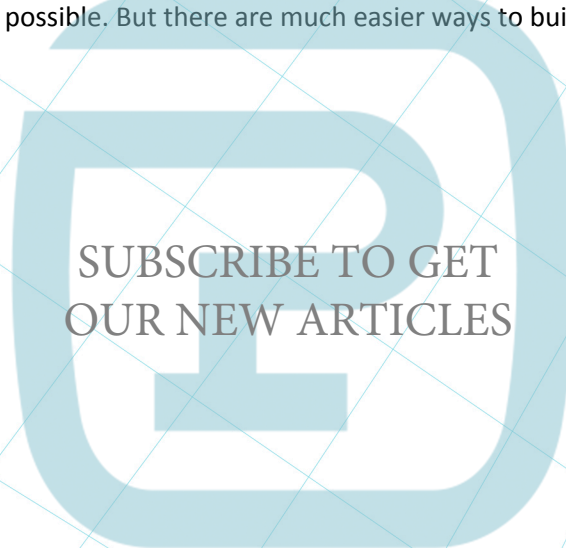 possible. But there are much easier ways to bui
SUBSCRIBE TO GET
OUR NEW ARTICLES